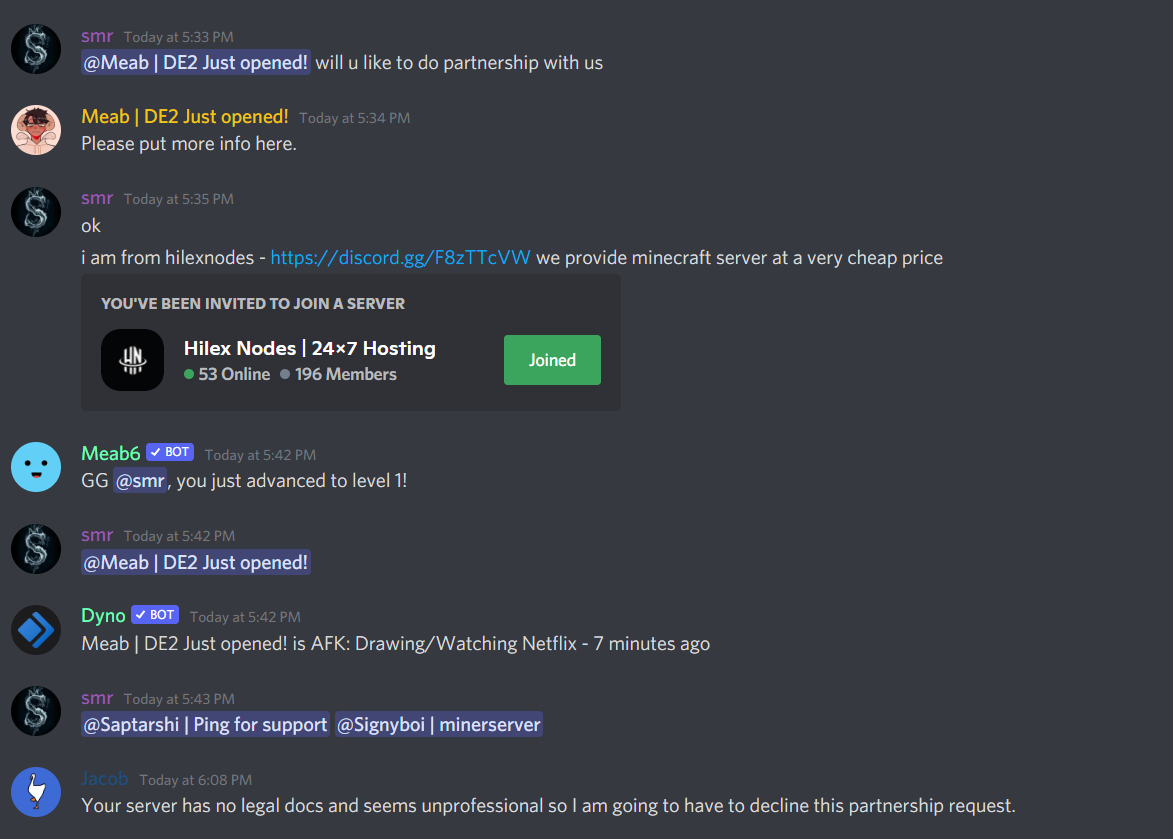 smr Today at 5:33 PM
@Meab | DE2 Just opened! will u like to do partnership with us
Meab | DE2 Just opened! Today at 5:34 PM
Please put more info here.
smr Today at 5:35 PM
ok
i am from hilexnodes - https://discord.gg/F8zTTcVW we provide minecraft server at a very cheap price
YOU'VE BEEN INVITED TO JOIN A SERVER
HN
Hilex Nodes | 24×7 Hosting
Joined
53 Online 196 Members
Meab6 BOT Today at 5:42 PM
GG @smr, you just advanced to level 1!
smr Today at 5:42 PM
@Meab | DE2 Just opened!
Dyno BOT Today at 5:42 PM
Meab | DE2 Just opened! is AFK: Drawing/Watching Netflix - 7 minutes ago
smr Today at 5:43 PM
@Saptarshi | Ping for support @Signyboi | minerserver
Jacob Today at 6:08 PM
Your server has no legal docs and seems unprofessional so I am going to have to decline this partnership request.